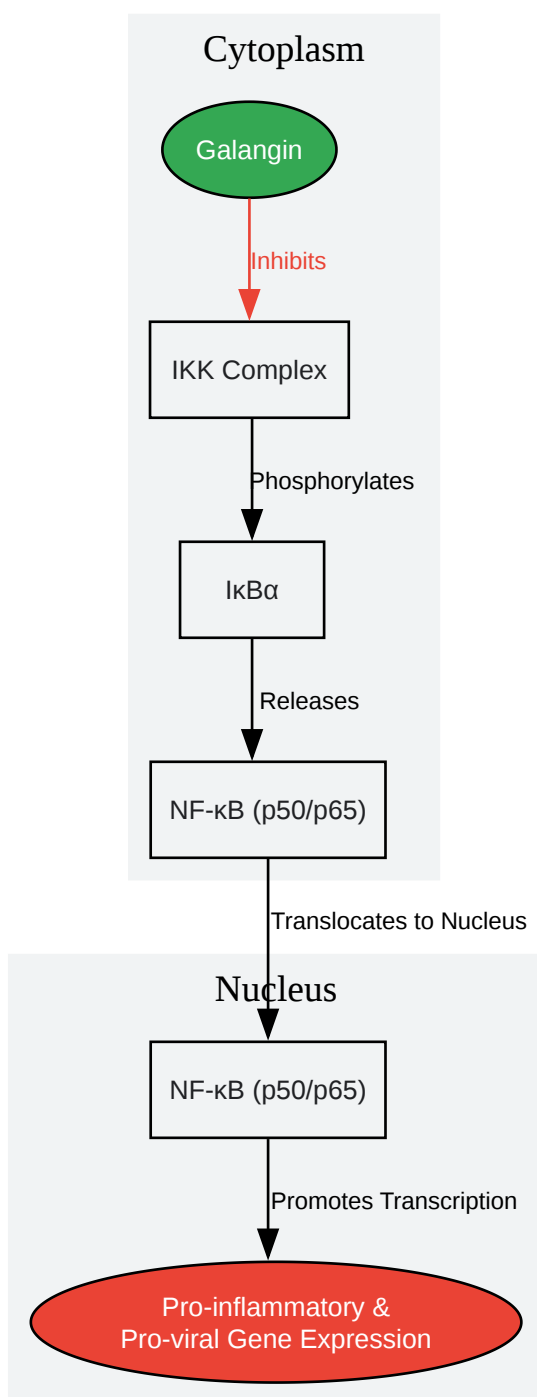 Cytoplasm
Galangin
Inhibits
IKK Complex
Phosphorylates
IκBα
Releases
NF-κB (p50/p65)
Translocates to Nucleus
Nucleus
NF-κB (p50/p65)
Promotes Transcription
Pro-inflammatory &
Pro-viral Gene Expression